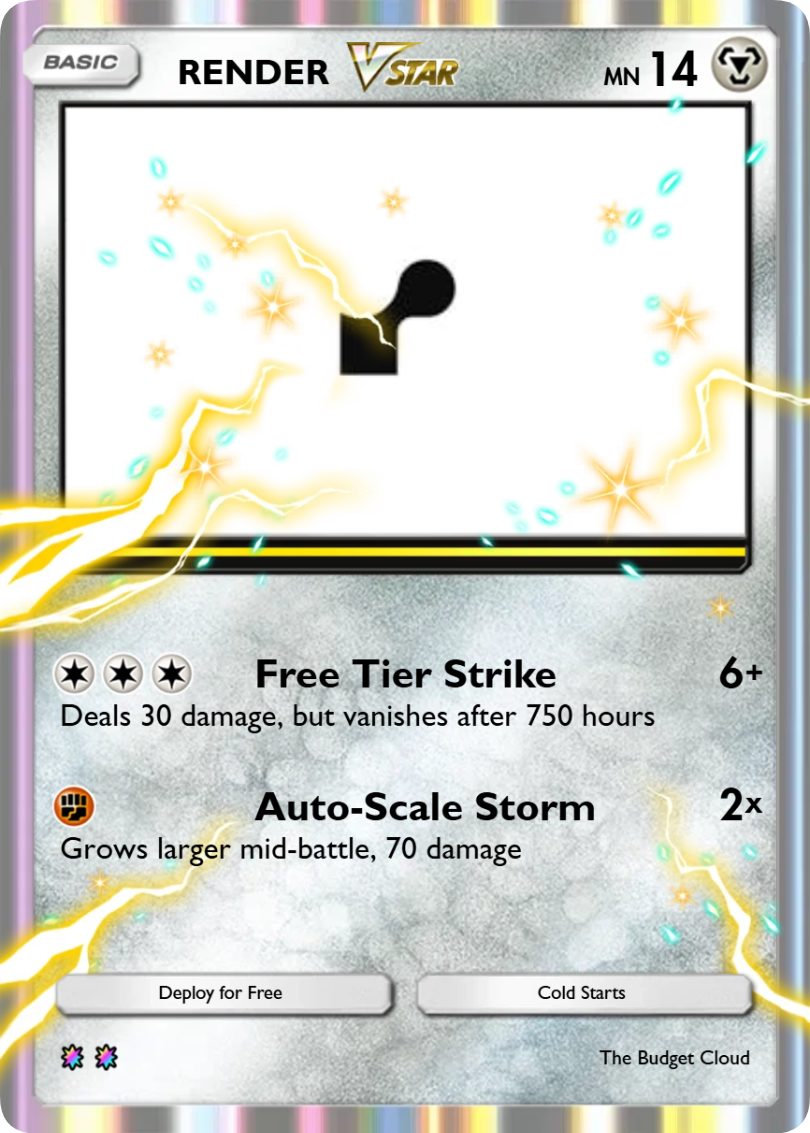 BASIC
RENDER VSTAR
MN 14
Free Tier Strike 6+
Deals 30 damage, but vanishes after 750 hours
Auto-Scale Storm 2x
Grows larger mid-battle, 70 damage
Deploy for Free
Cold Starts
The Budget Cloud